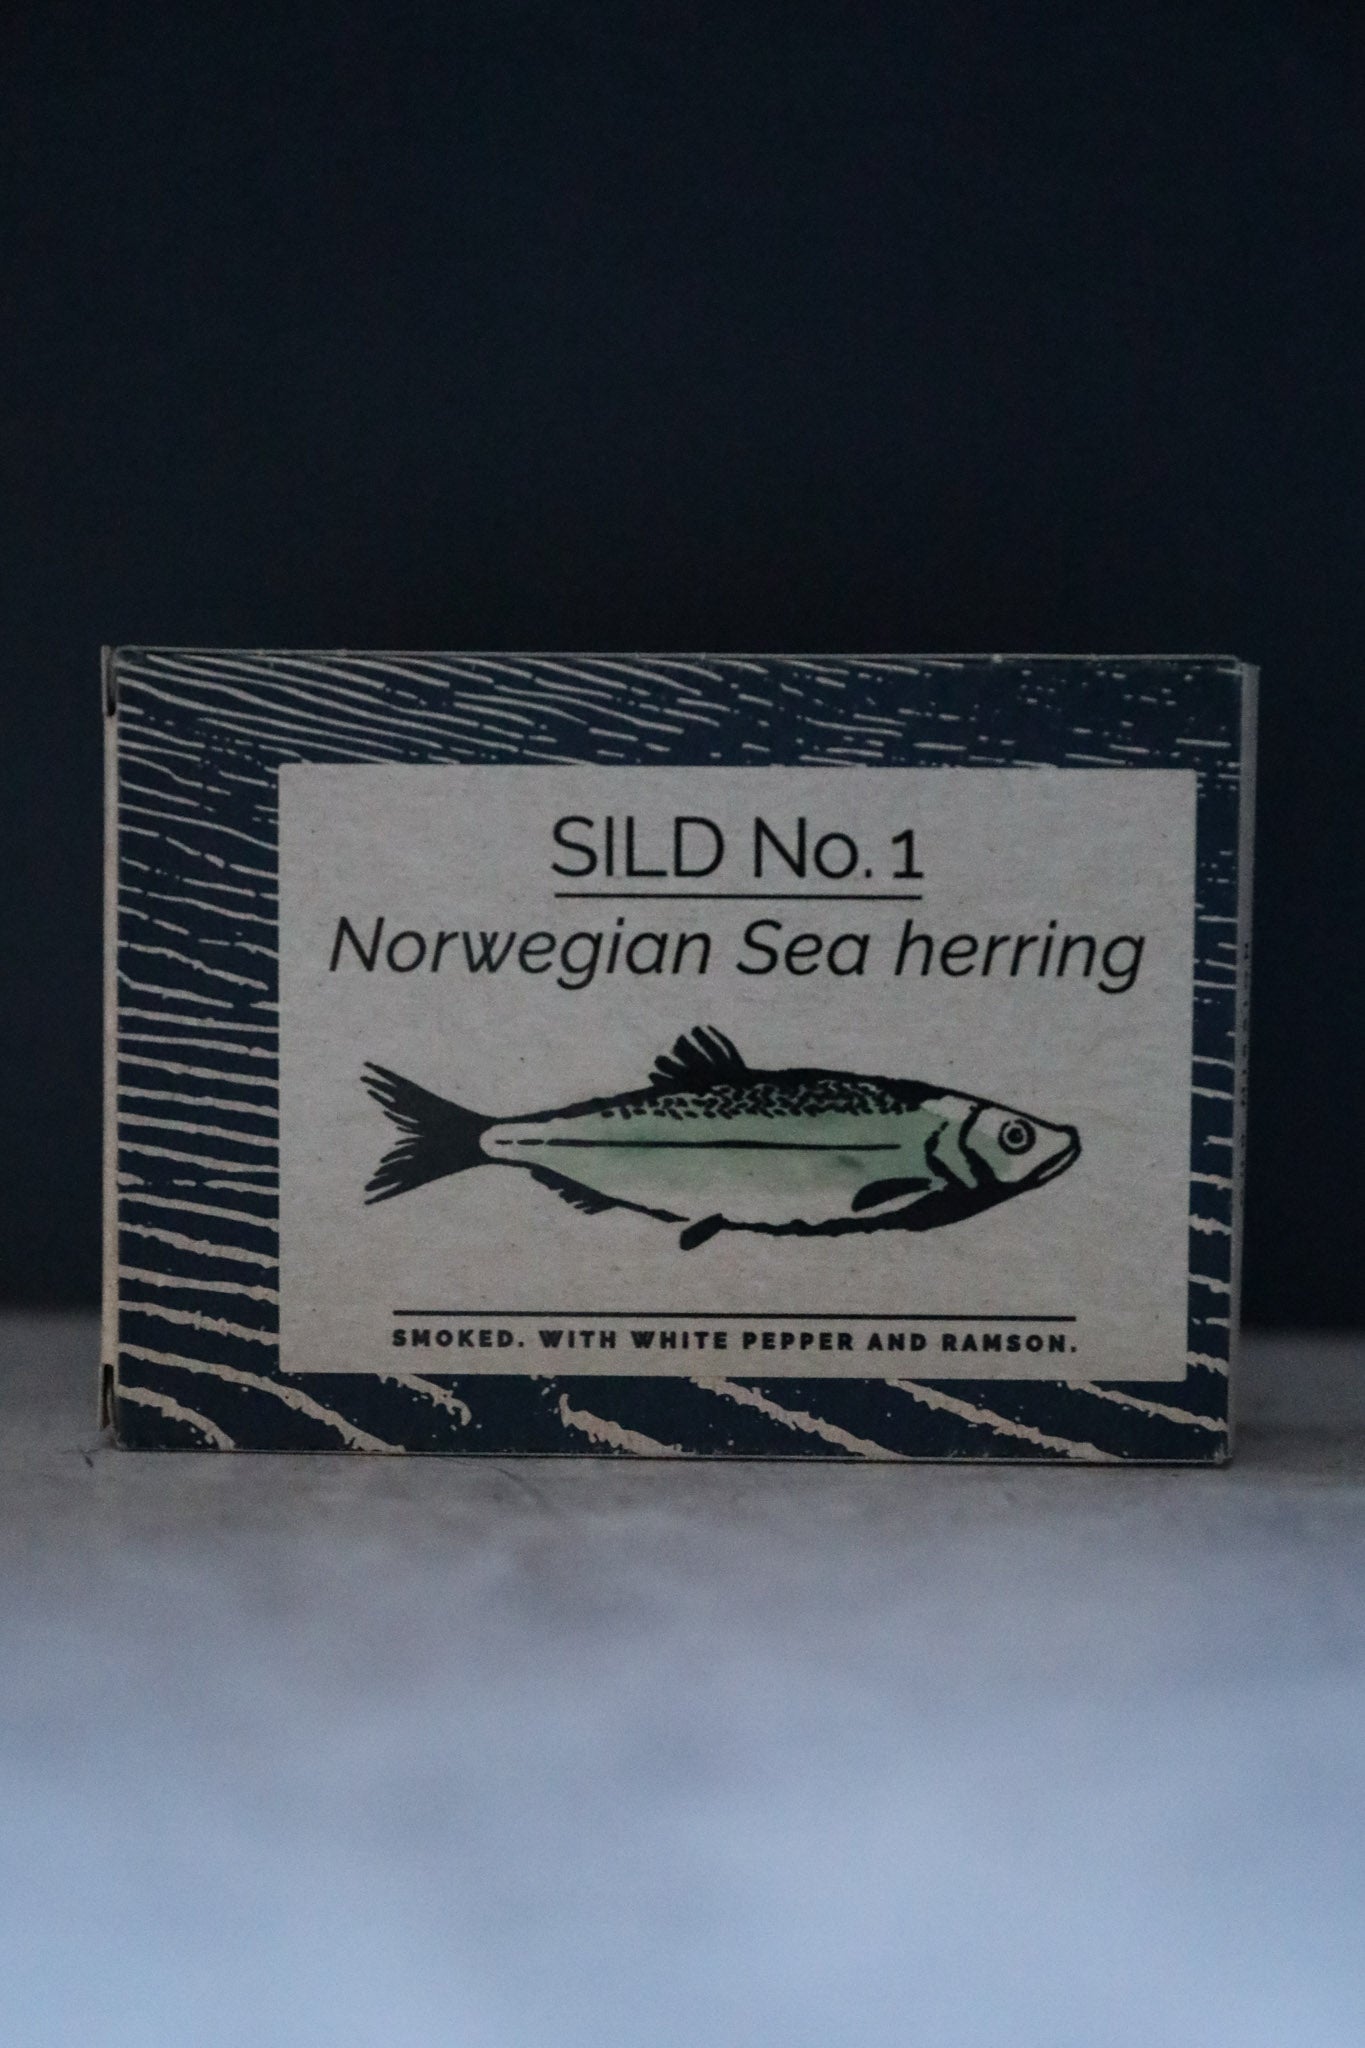 SILD No. 1
Norwegian Sea herring
SMOKED. WITH WHITE PEPPER AND RAMSON.